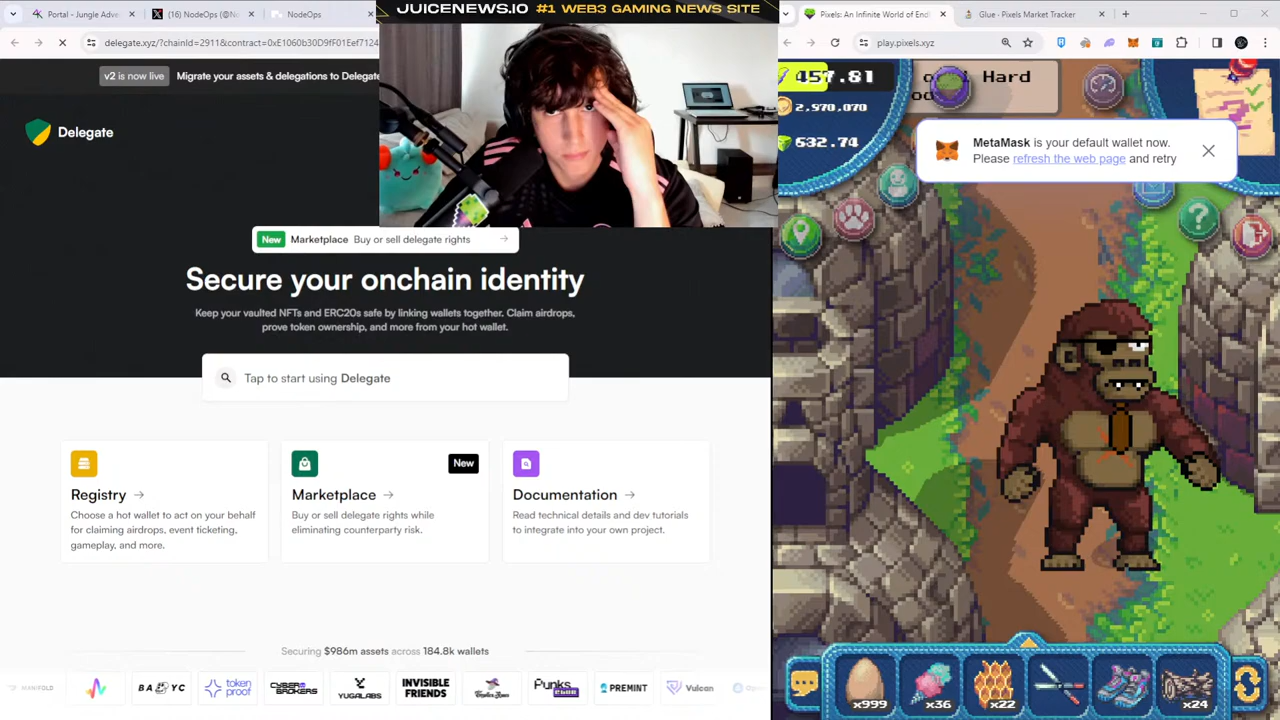 JUICENEWS.IO #1 WEB3 GAMING NEWS SITE
(16) NodeOps (@No
NodeOps
Pixels: An Infinite World of End
Glue - Pixels Market Tracker
delegate.xyz
play.pixels.xyz
v2 is now live
Migrate your assets & delegations to Delegate
Delegate
457.81
2,970,070
632.74
Hard
MetaMask is your default wallet now.
Please refresh the web page and retry
New
Marketplace Buy or sell delegate rights
Secure your onchain identity
Keep your vaulted NFTs and ERC20s safe by linking wallets together. Claim airdrops,
prove token ownership, and more from your hot wallet.
Tap to start using Delegate
Registry
Choose a hot wallet to act on your behalf
for claiming airdrops, event ticketing,
gameplay, and more.
Marketplace
New
Buy or sell delegate rights while
eliminating counterparty risk.
Documentation
Read technical details and dev tutorials
to integrate into your own project.
Securing $986m assets across 184.8k wallets
MANIFOLD
BAYC
token
proof
CYBER
BROKERS
YUGALABS
INVISIBLE
FRIENDS
Punks
PREMINT
Vulcan
x999
x36
x22
x24